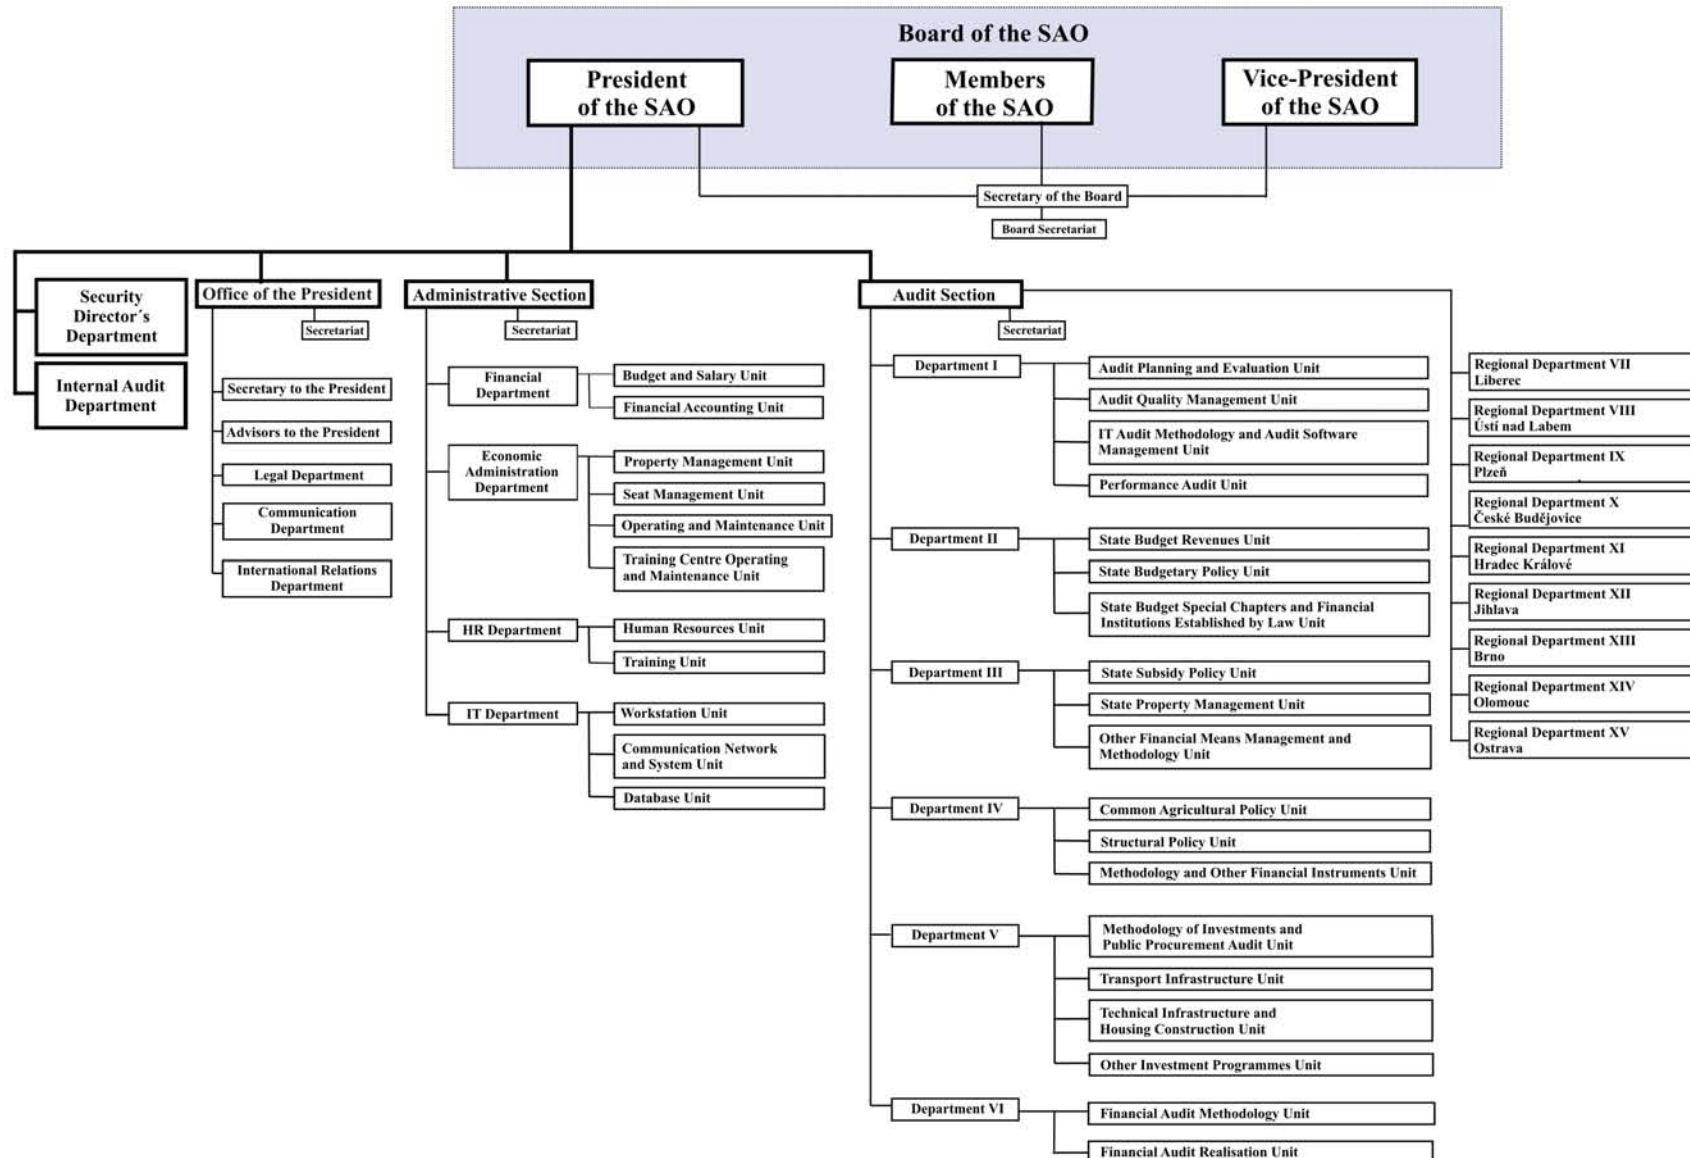 Board of the SAO
President
of the SAO
Members
of the SAO
Vice-President
of the SAO
Secretary of the Board
Board Secretariat
Security
Director´s
Department
Internal Audit
Department
Office of the President
Secretariat
Secretary to the President
Advisors to the President
Legal Department
Communication
Department
International Relations
Department
Administrative Section
Secretariat
Financial
Department
Budget and Salary Unit
Financial Accounting Unit
Economic
Administration
Department
Property Management Unit
Seat Management Unit
Operating and Maintenance Unit
Training Centre Operating
and Maintenance Unit
HR Department
Human Resources Unit
Training Unit
IT Department
Workstation Unit
Communication Network
and System Unit
Database Unit
Audit Section
Secretariat
Department I
Audit Planning and Evaluation Unit
Audit Quality Management Unit
IT Audit Methodology and Audit Software
Management Unit
Performance Audit Unit
Department II
State Budget Revenues Unit
State Budgetary Policy Unit
State Budget Special Chapters and Financial
Institutions Established by Law Unit
Department III
State Subsidy Policy Unit
State Property Management Unit
Other Financial Means Management and
Methodology Unit
Department IV
Common Agricultural Policy Unit
Structural Policy Unit
Methodology and Other Financial Instruments Unit
Department V
Methodology of Investments and
Public Procurement Audit Unit
Transport Infrastructure Unit
Technical Infrastructure and
Housing Construction Unit
Other Investment Programmes Unit
Department VI
Financial Audit Methodology Unit
Financial Audit Realisation Unit
Regional Department VII
Liberec
Regional Department VIII
Ústí nad Labem
Regional Department IX
Plzeň
Regional Department X
České Budějovice
Regional Department XI
Hradec Králové
Regional Department XII
Jihlava
Regional Department XIII
Brno
Regional Department XIV
Olomouc
Regional Department XV
Ostrava